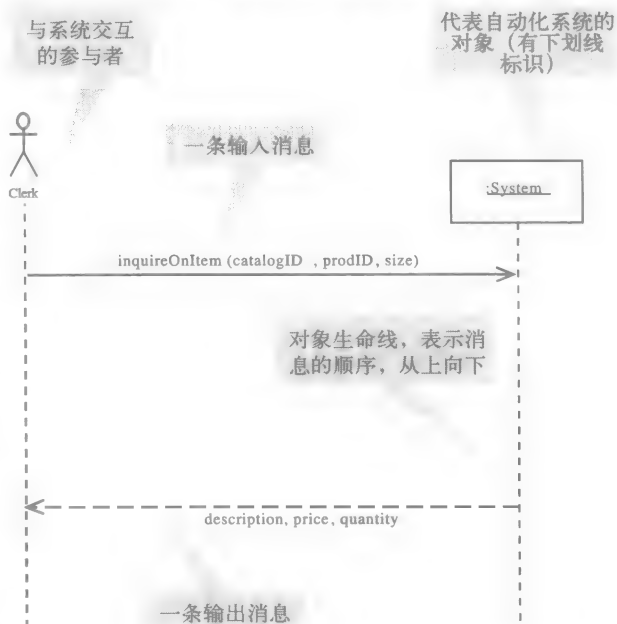 与系统交互
的参与者
代表自动化系统的
对象（有下划线
标识）
一条输入消息
Clerk
:System
inquireOnItem (catalogID , prodID, size)
对象生命线，表示消
息的顺序，从上向下
description, price, quantity
一条输出消息